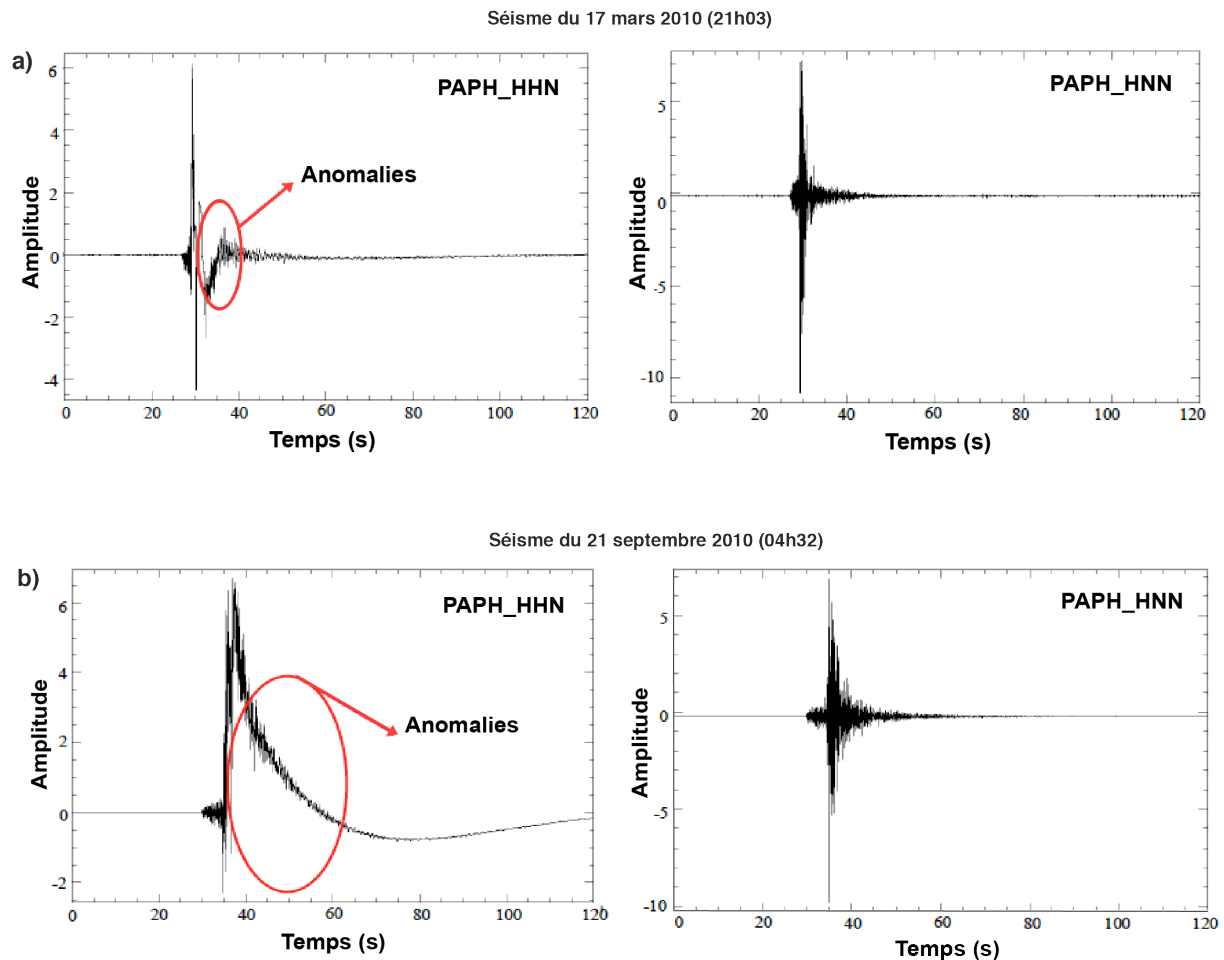 Séisme du 17 mars 2010 (21h03)
a)
PAPH_HHN
Anomalies
Amplitude
6
4
2
0
-2
-4
0 20 40 60 80 100 120
Temps (s)
PAPH_HNN
Amplitude
5
0
-5
-10
0 20 40 60 80 100 120
Temps (s)
Séisme du 21 septembre 2010 (04h32)
b)
PAPH_HHN
Anomalies
Amplitude
6
4
2
0
-2
0 20 40 60 80 100 120
Temps (s)
PAPH_HNN
Amplitude
5
0
-5
-10
0 20 40 60 80 100 120
Temps (s)